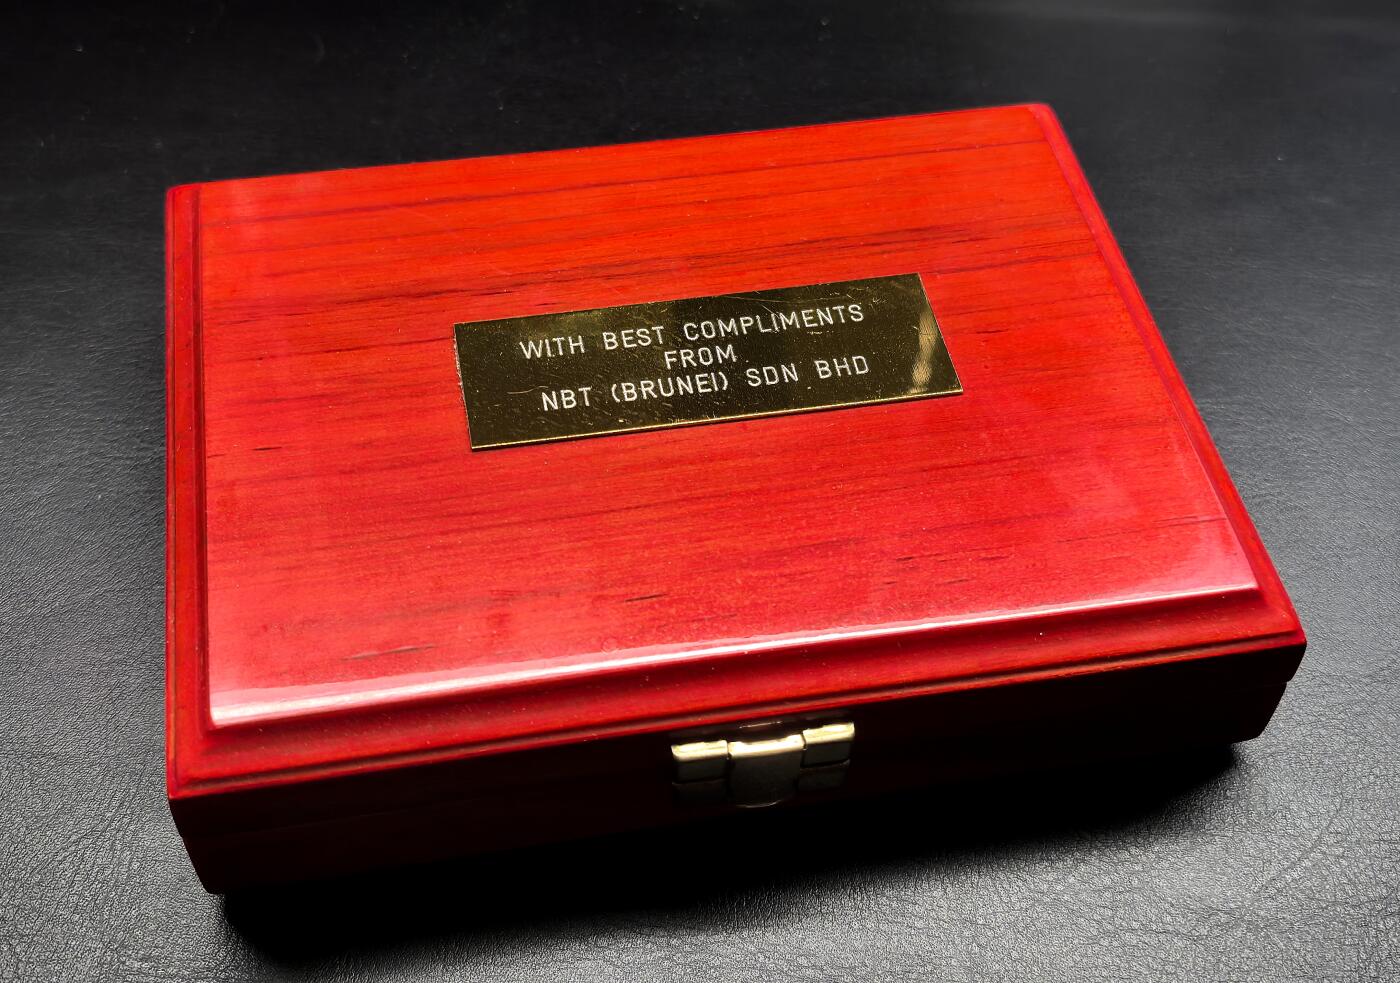 WITH BEST COMPLIMENTS
FROM
NBT (BRUNEI) SDN BHD